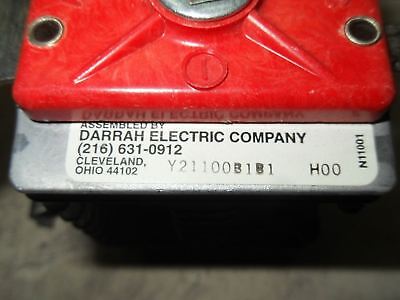 ASSEMBLED BY
DARRAH ELECTRIC COMPANY
(216) 631-0912
CLEVELAND,
OHIO 44102
Y21100B1B1 H00
N11001